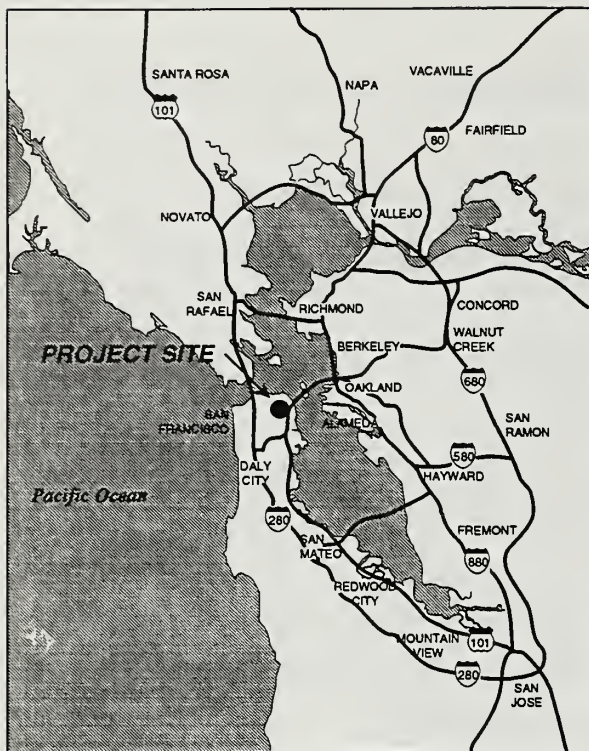 SANTA ROSA
NAPA
VACAVILLE
101
80
FAIRFIELD
NOVATO
VALLEJO
SAN
RAFAEL
RICHMOND
CONCORD
WALNUT
CREEK
BERKELEY
PROJECT SITE
OAKLAND
680
SAN
FRANCISCO
ALAMEDA
SAN
RAMON
580
DALY
CITY
HAYWARD
Pacific Ocean
280
FREMONT
SAN
MATEO
880
REDWOOD
CITY
MOUNTAIN
VIEW
101
280
SAN
JOSE